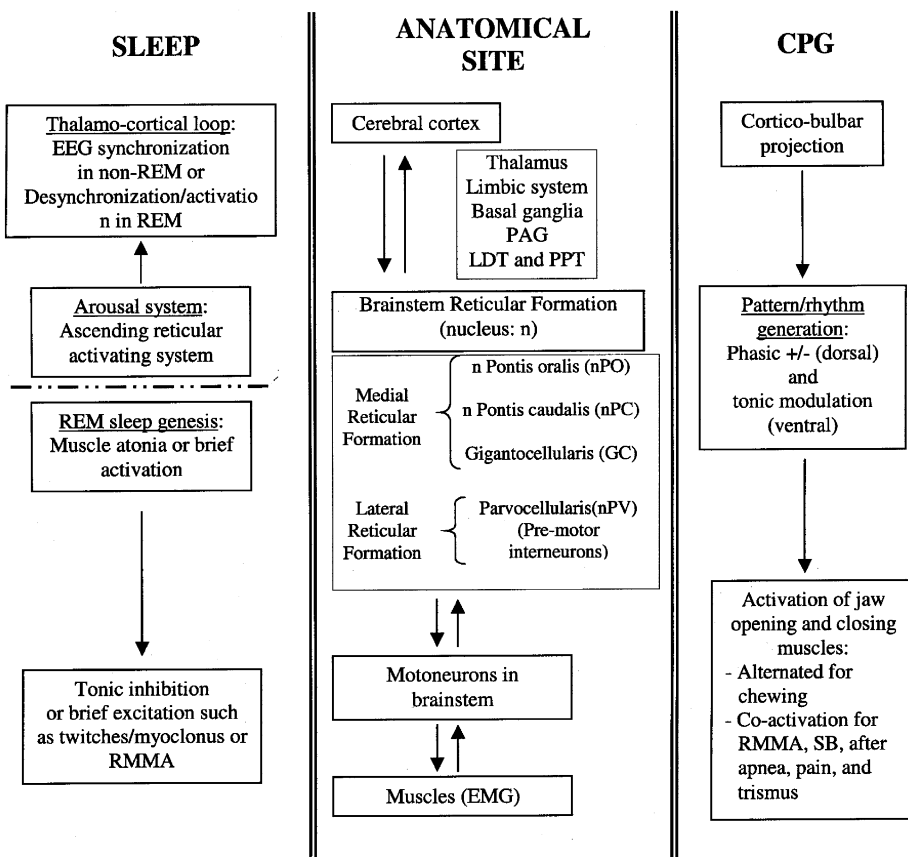 SLEEP
Thalamo-cortical loop:
EEG synchronization
in non-REM or
Desynchronization/activatio
n in REM
Arousal system:
Ascending reticular
activating system
REM sleep genesis:
Muscle atonia or brief
activation
Tonic inhibition
or brief excitation such
as twitches/myoclonus or
RMMA
ANATOMICAL
SITE
Cerebral cortex
Thalamus
Limbic system
Basal ganglia
PAG
LDT and PPT
Brainstem Reticular Formation
(nucleus: n)
Medial
Reticular
Formation
n Pontis oralis (nPO)
n Pontis caudalis (nPC)
Gigantocellularis (GC)
Lateral
Reticular
Formation
Parvocellularis(nPV)
(Pre-motor
interneurons)
Motoneurons in
brainstem
Muscles (EMG)
CPG
Cortico-bulbar
projection
Pattern/rhythm
generation:
Phasic +/- (dorsal)
and
tonic modulation
(ventral)
Activation of jaw
opening and closing
muscles:
- Alternated for
chewing
- Co-activation for
RMMA, SB, after
apnea, pain, and
trismus